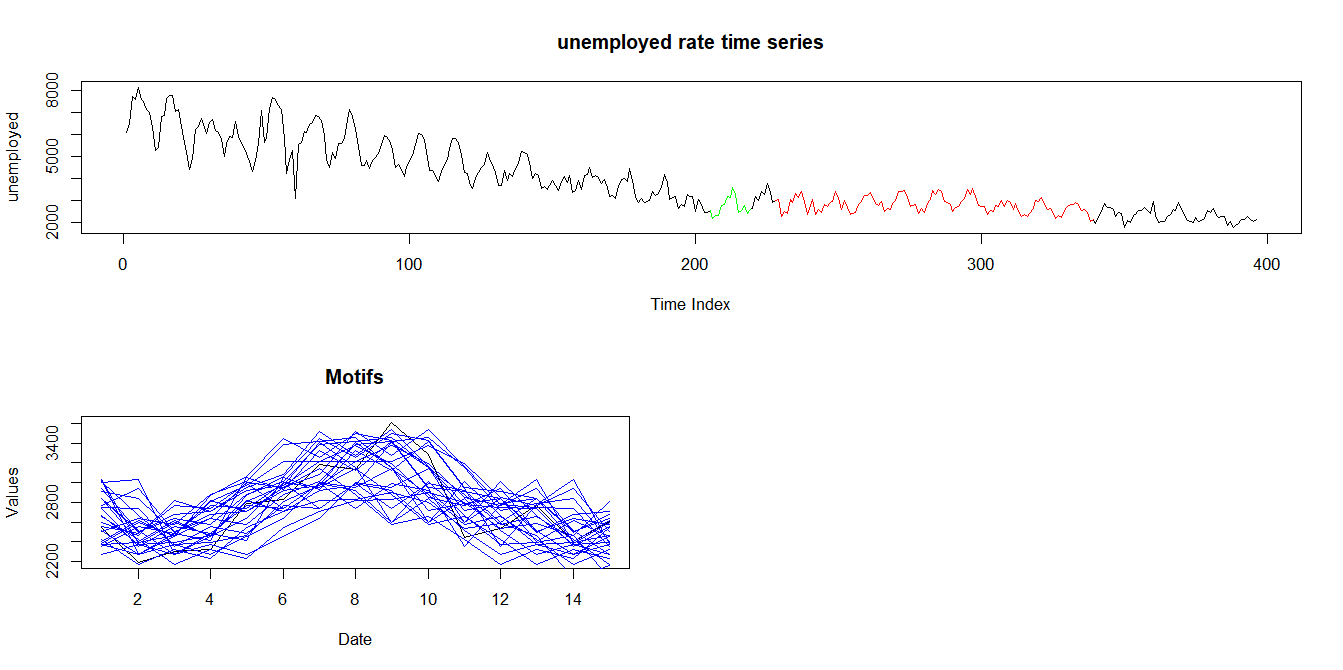 unemployed rate time series
unemployed
8000
5000
2000
0 100 200 300 400
Time Index
Motifs
Values
3400
2800
2200
2 4 6 8 10 12 14
Date